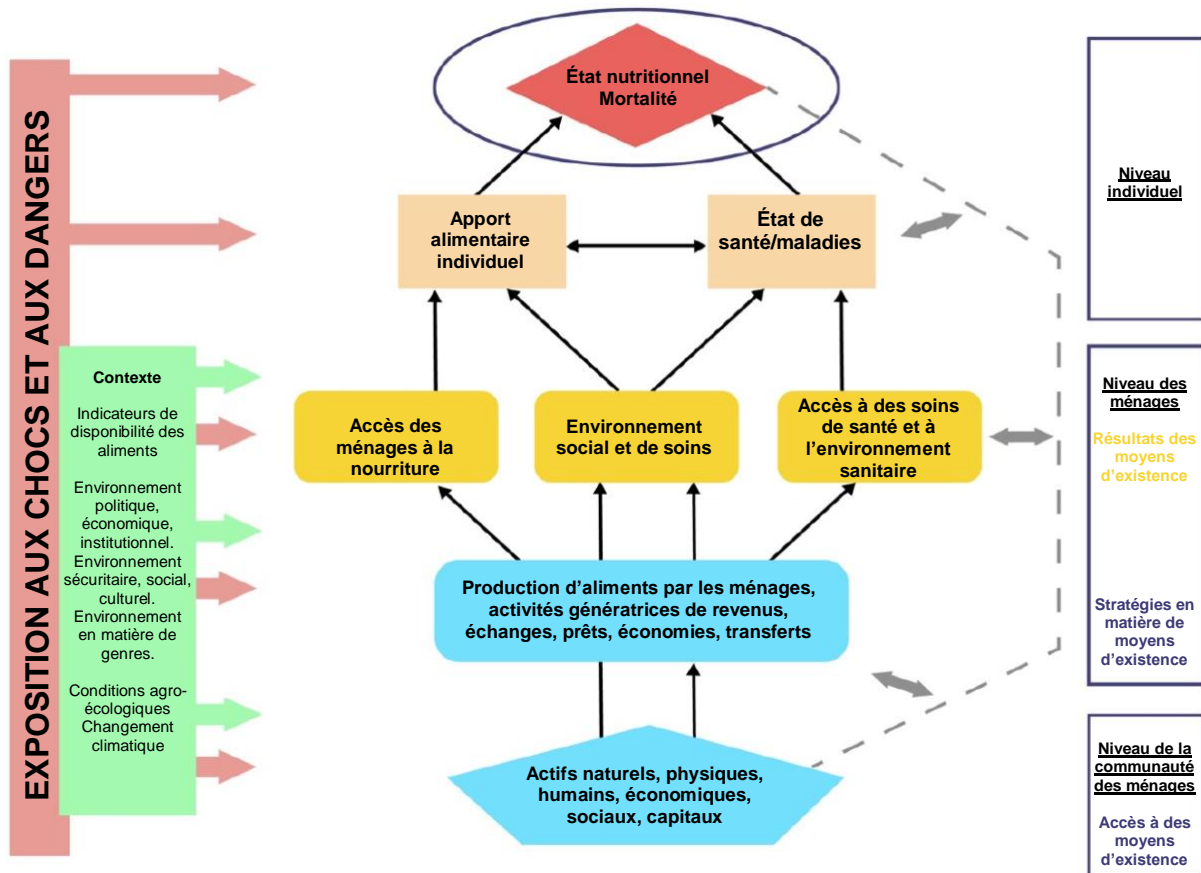 EXPOSITION AUX CHOCS ET AUX DANGERS
Contexte
Indicateurs de
disponibilité des
aliments
Environnement
politique,
économique,
institutionnel.
Environnement
sécuritaire, social,
culturel.
Environnement
en matière de
genres.
Conditions agro-
écologiques
Changement
climatique
État nutritionnel
Mortalité
Apport
alimentaire
individuel
État de
santé/maladies
Accès des
ménages à la
nourriture
Environnement
social et de soins
Accès à des soins
de santé et à
l’environnement
sanitaire
Production d’aliments par les ménages,
activités génératrices de revenus,
échanges, prêts, économies, transferts
Actifs naturels, physiques,
humains, économiques,
sociaux, capitaux
Niveau
individuel
Niveau des
ménages
Résultats des
moyens
d’existence
Stratégies en
matière de
moyens
d’existence
Niveau de la
communauté
des ménages
Accès à des
moyens
d’existence